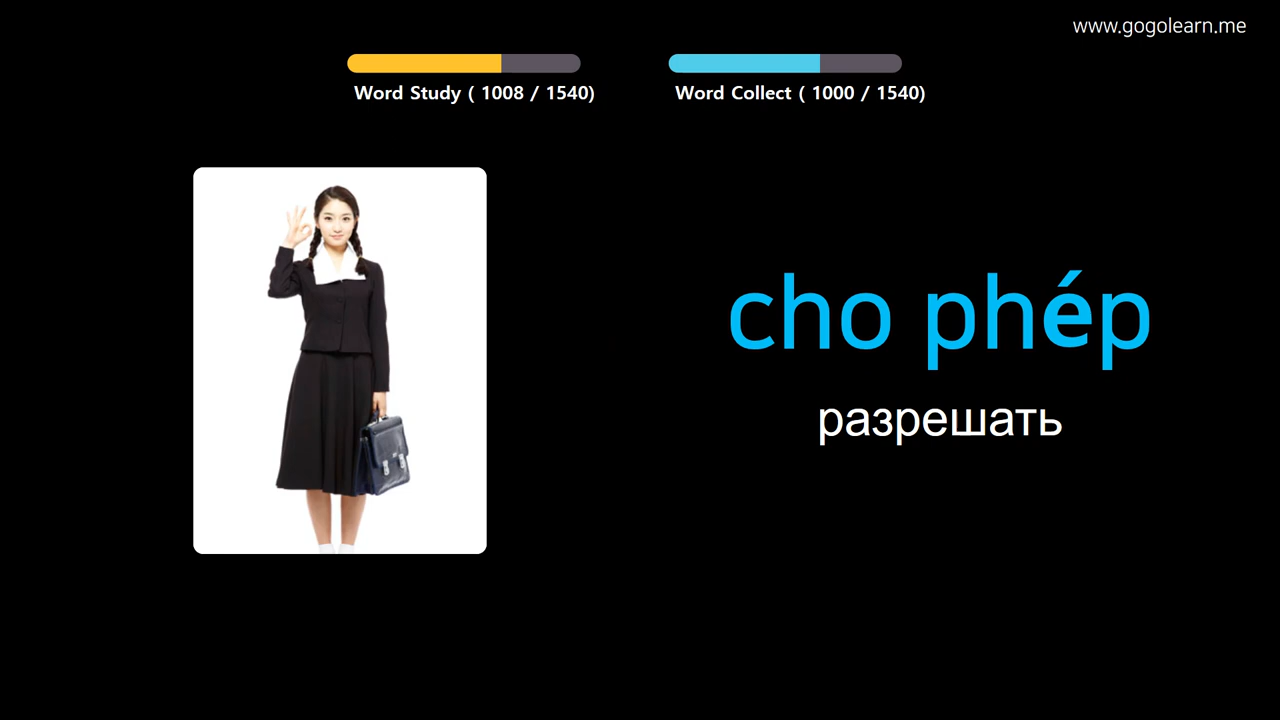 www.gogolearn.me
Word Study ( 1008 / 1540)
Word Collect ( 1000 / 1540)
cho phép
разрешать